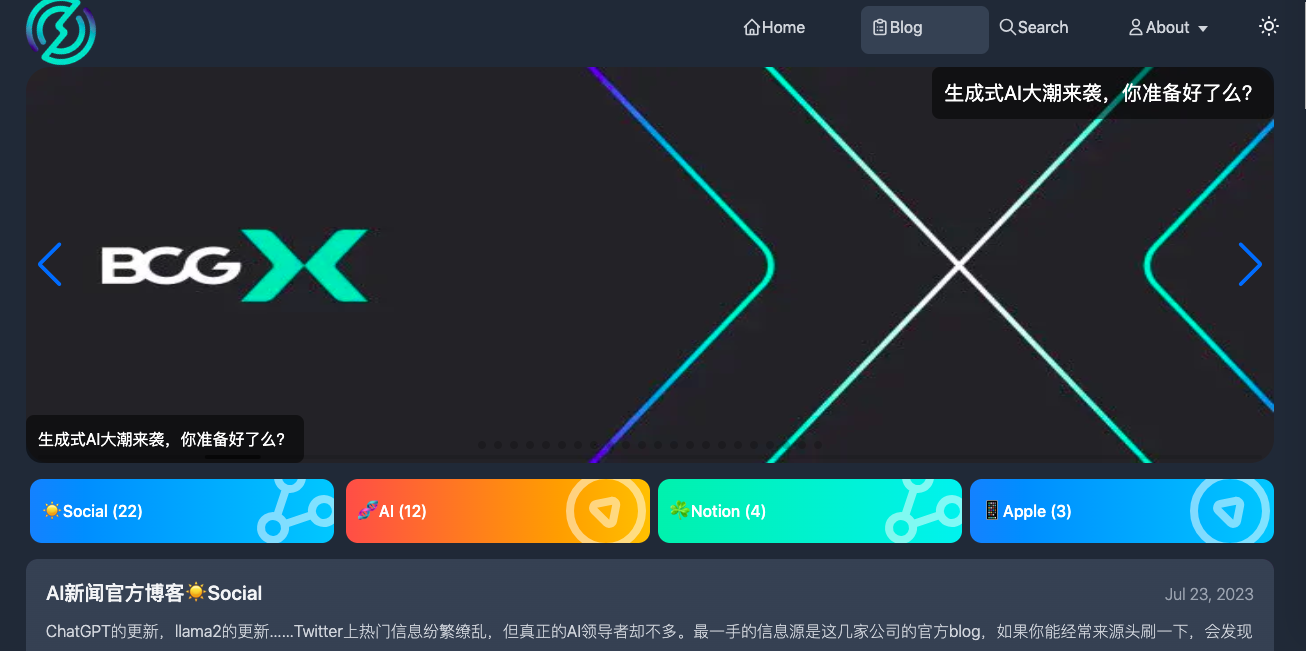 Home
Blog
Search
About
生成式AI大潮来袭，你准备好了么？
BCG X
生成式AI大潮来袭，你准备好了么？
☀️Social (22)
🧬AI (12)
☘️Notion (4)
📱Apple (3)
AI新闻官方博客☀️Social
Jul 23, 2023
ChatGPT的更新，llama2的更新......Twitter上热门信息纷繁缭乱，但真正的AI领导者却不多。最一手的信息源是这几家公司的官方blog，如果你能经常来源头刷一下，会发现